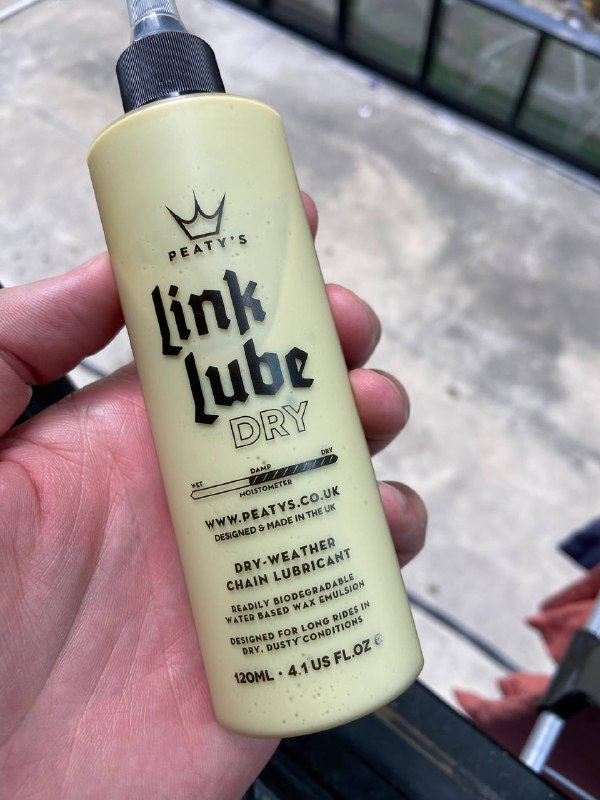 PEATY'S
link
lube
DRY
WET DAMP DRY
MOISTOMETER
WWW.PEATYS.CO.UK
DESIGNED & MADE IN THE UK
DRY-WEATHER
CHAIN LUBRICANT
READILY BIODEGRADABLE
WATER BASED WAX EMULSION
DESIGNED FOR LONG RIDES IN
DRY, DUSTY CONDITIONS
120ML • 4.1 US FL.OZ